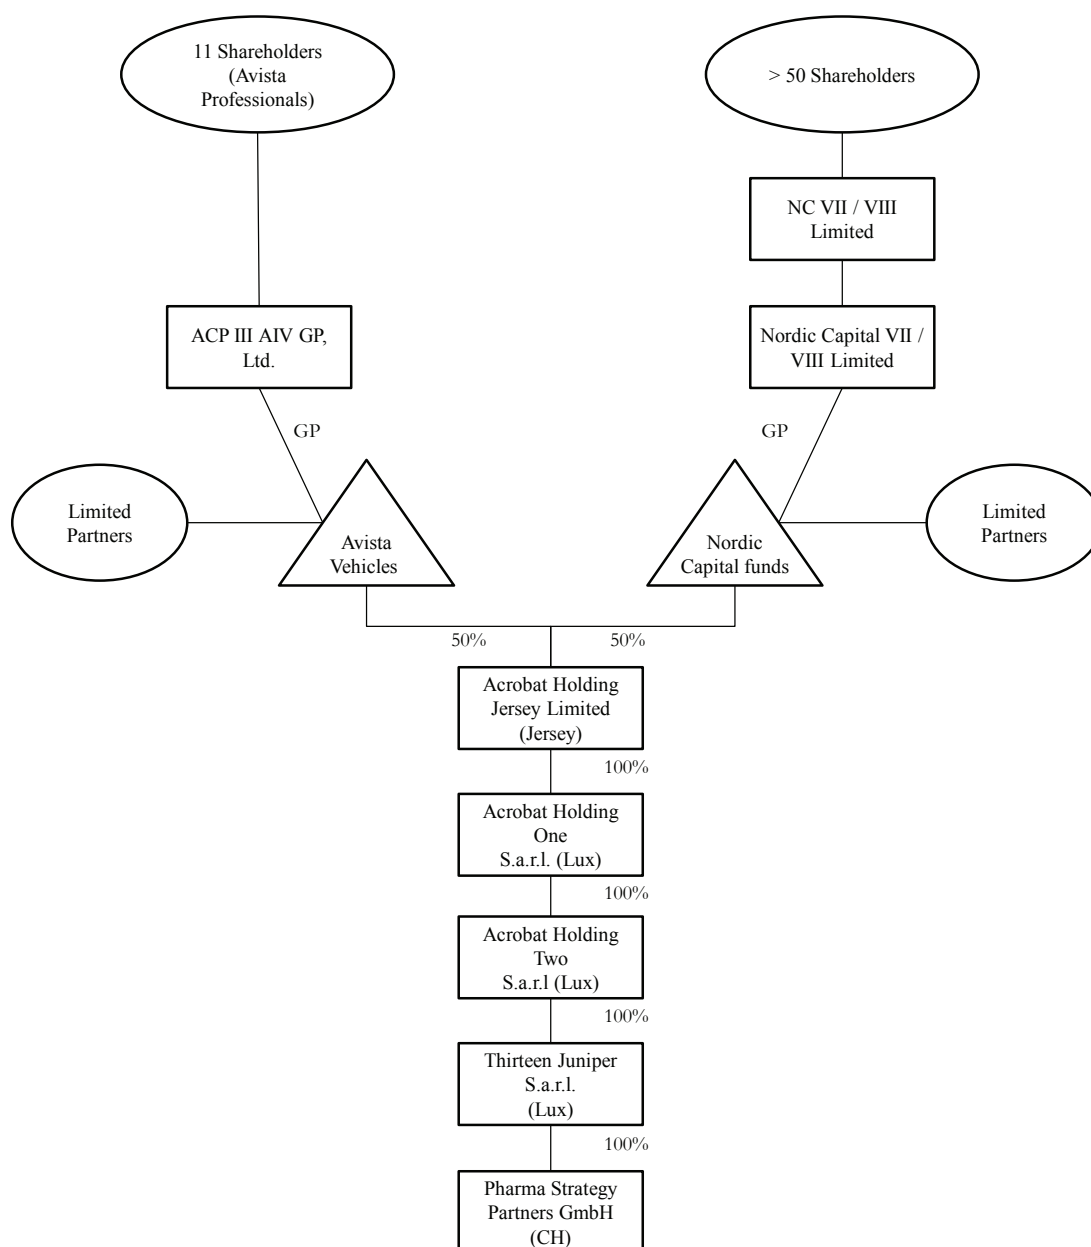 11 Shareholders
(Avista
Professionals)
> 50 Shareholders
NC VII / VIII
Limited
ACP III AIV GP,
Ltd.
Nordic Capital VII /
VIII Limited
GP
GP
Limited
Partners
Avista
Vehicles
Nordic
Capital funds
Limited
Partners
50%
50%
Acrobat Holding
Jersey Limited
(Jersey)
100%
Acrobat Holding
One
S.a.r.l. (Lux)
100%
Acrobat Holding
Two
S.a.r.l (Lux)
100%
Thirteen Juniper
S.a.r.l.
(Lux)
100%
Pharma Strategy
Partners GmbH
(CH)